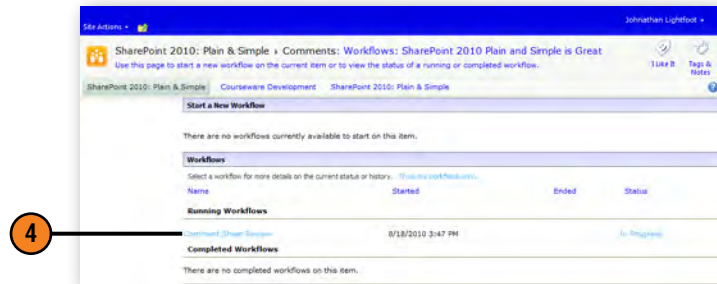 Site Actions
Johnathan Lightfoot
SharePoint 2010: Plain & Simple › Comments: Workflows: SharePoint 2010 Plain and Simple is Great
Use this page to start a new workflow on the current item or to view the status of a running or completed workflow.
I Like It
Tags & Notes
SharePoint 2010: Plain & Simple Courseware Development SharePoint 2010: Plain & Simple
Start a New Workflow
There are no workflows currently available to start on this item.
Workflows
Select a workflow for more details on the current status or history.
Name Started Ended Status
Running Workflows
4
Comment Sheet Review 8/18/2010 3:47 PM In Progress
Completed Workflows
There are no completed workflows on this item.